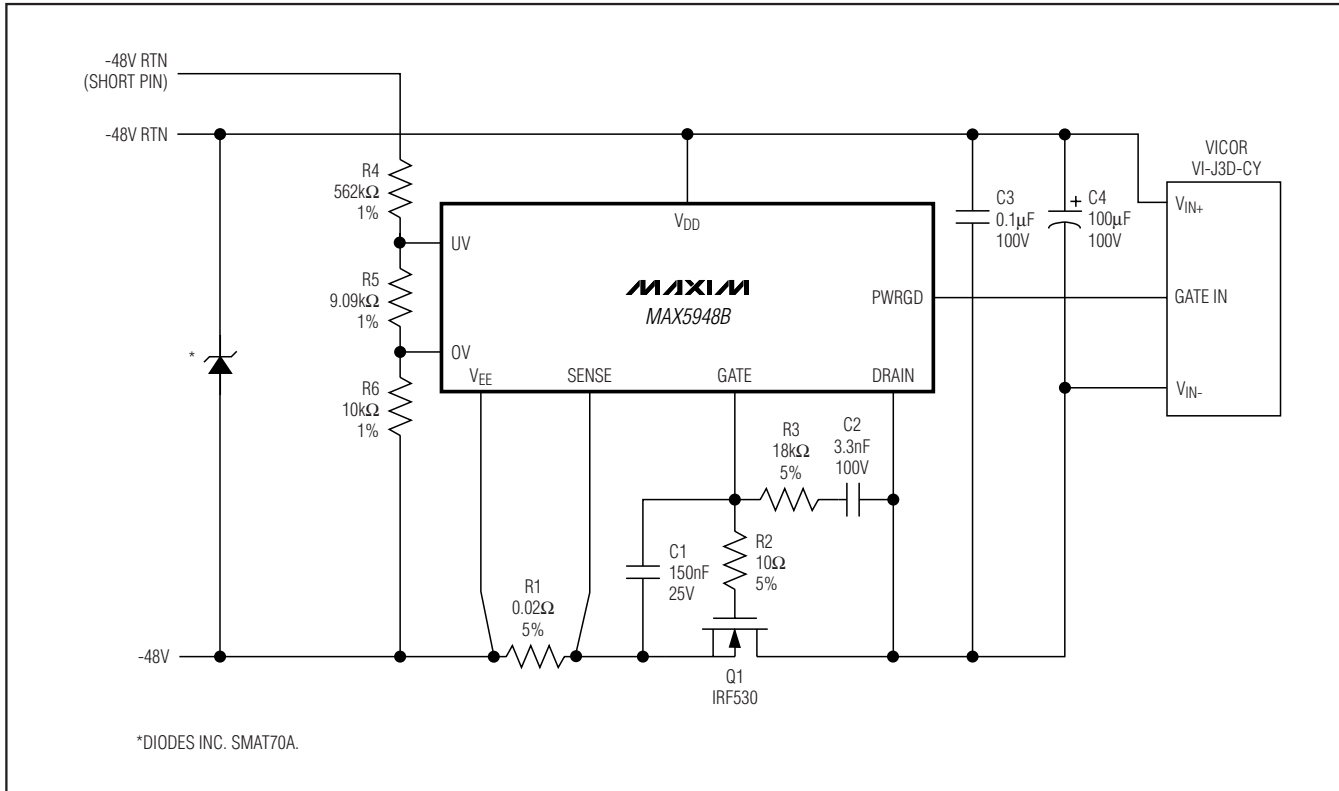 -48V RTN
(SHORT PIN)
-48V RTN
R4
562kΩ
1%
R5
9.09kΩ
1%
R6
10kΩ
1%
*
UV
OV
VDD
MAXIM
MAX5948B
PWRGD
VEE
SENSE
GATE
DRAIN
C3
0.1μF
100V
+ C4
100μF
100V
VICOR
VI-J3D-CY
VIN+
GATE IN
VIN-
R3
18kΩ
5%
C2
3.3nF
100V
C1
150nF
25V
R2
10Ω
5%
R1
0.02Ω
5%
-48V
Q1
IRF530
*DIODES INC. SMAT70A.